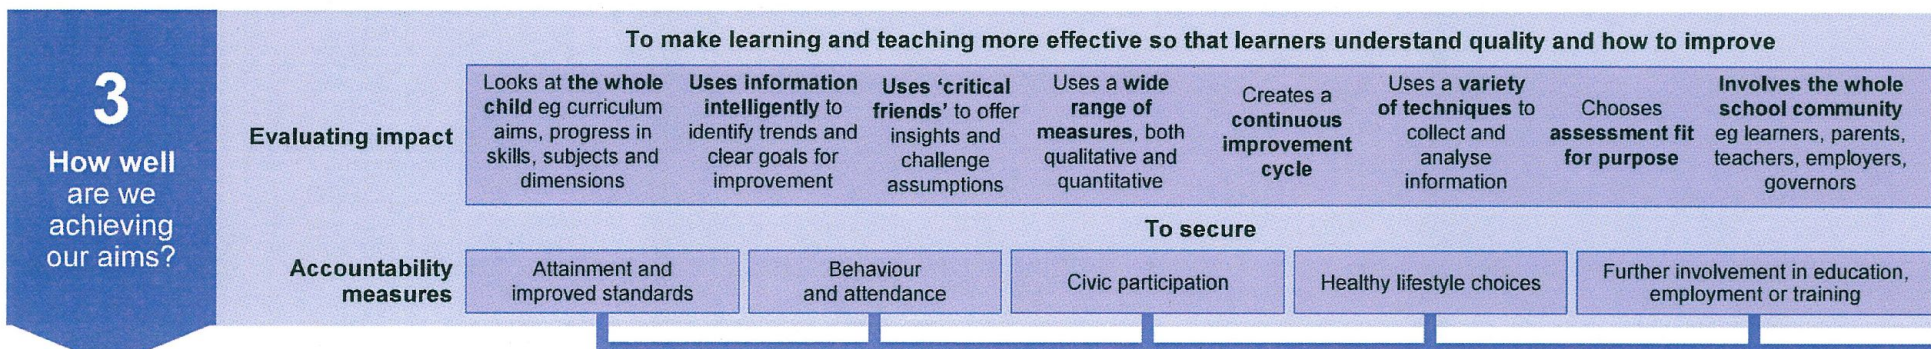 3
How well
are we
achieving
our aims?
To make learning and teaching more effective so that learners understand quality and how to improve
Evaluating impact
Looks at the whole
child eg curriculum
aims, progress in
skills, subjects and
dimensions
Uses information
intelligently to
identify trends and
clear goals for
improvement
Uses ‘critical
friends’ to offer
insights and
challenge
assumptions
Uses a wide
range of
measures, both
qualitative and
quantitative
Creates a
continuous
improvement
cycle
Uses a variety
of techniques to
collect and
analyse
information
Chooses
assessment fit
for purpose
Involves the whole
school community
eg learners, parents,
teachers, employers,
governors
To secure
Accountability
measures
Attainment and
improved standards
Behaviour
and attendance
Civic participation
Healthy lifestyle choices
Further involvement in education,
employment or training